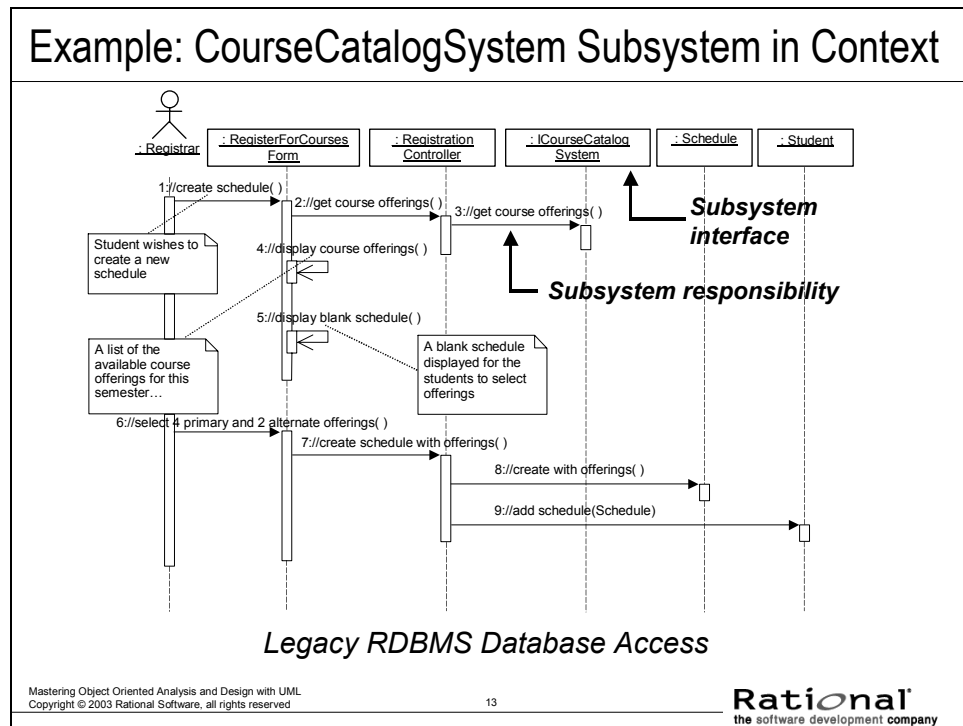 Example: CourseCatalogSystem Subsystem in Context
: Registrar
: RegisterForCourses
Form
: Registration
Controller
: ICourseCatalog
System
: Schedule
: Student
1://create schedule( )
2://get course offerings( )
3://get course offerings( )
Subsystem
interface
Student wishes to
create a new
schedule
4://display course offerings( )
Subsystem responsibility
5://display blank schedule( )
A list of the
available course
offerings for this
semester…
A blank schedule
displayed for the
students to select
offerings
6://select 4 primary and 2 alternate offerings( )
7://create schedule with offerings( )
8://create with offerings( )
9://add schedule(Schedule)
Legacy RDBMS Database Access
Mastering Object Oriented Analysis and Design with UML
Copyright © 2003 Rational Software, all rights reserved
13
Rational
the software development company